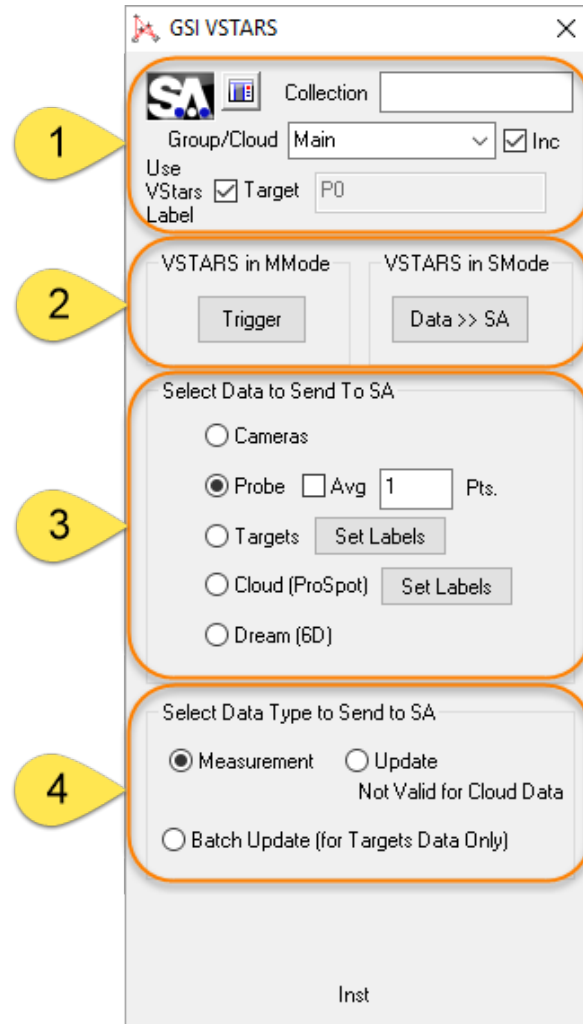 GSI VSTARS
SA Collection
1
Group/Cloud Main Inc
Use VStars Label Target P0
VSTARS in MMode VSTARS in SMode
2
Trigger Data >> SA
Select Data to Send To SA
Cameras
Probe Avg 1 Pts.
3
Targets Set Labels
Cloud (ProSpot) Set Labels
Dream (6D)
Select Data Type to Send to SA
Measurement Update
4
Not Valid for Cloud Data
Batch Update (for Targets Data Only)
Inst